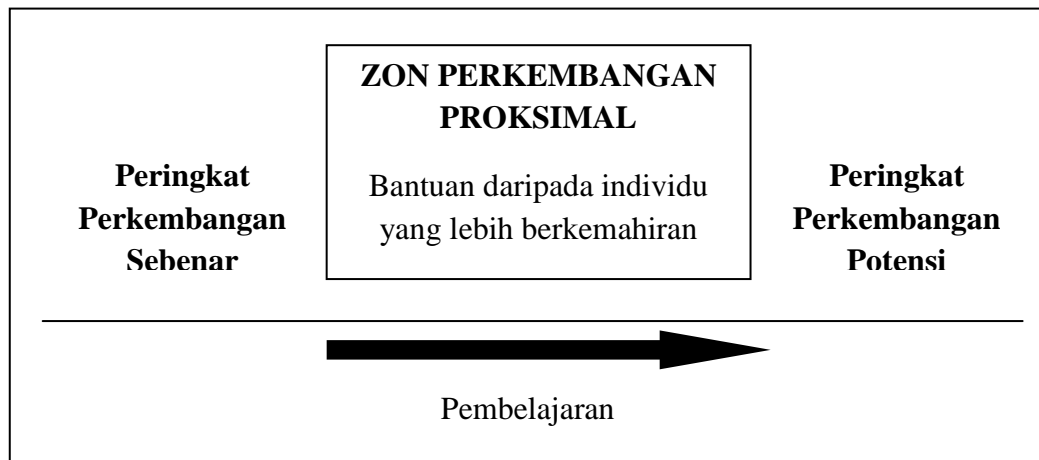 ZON PERKEMBANGAN
PROKSIMAL
Bantuan daripada individu
yang lebih berkemahiran
Peringkat
Perkembangan
Sebenar
Peringkat
Perkembangan
Potensi
Pembelajaran